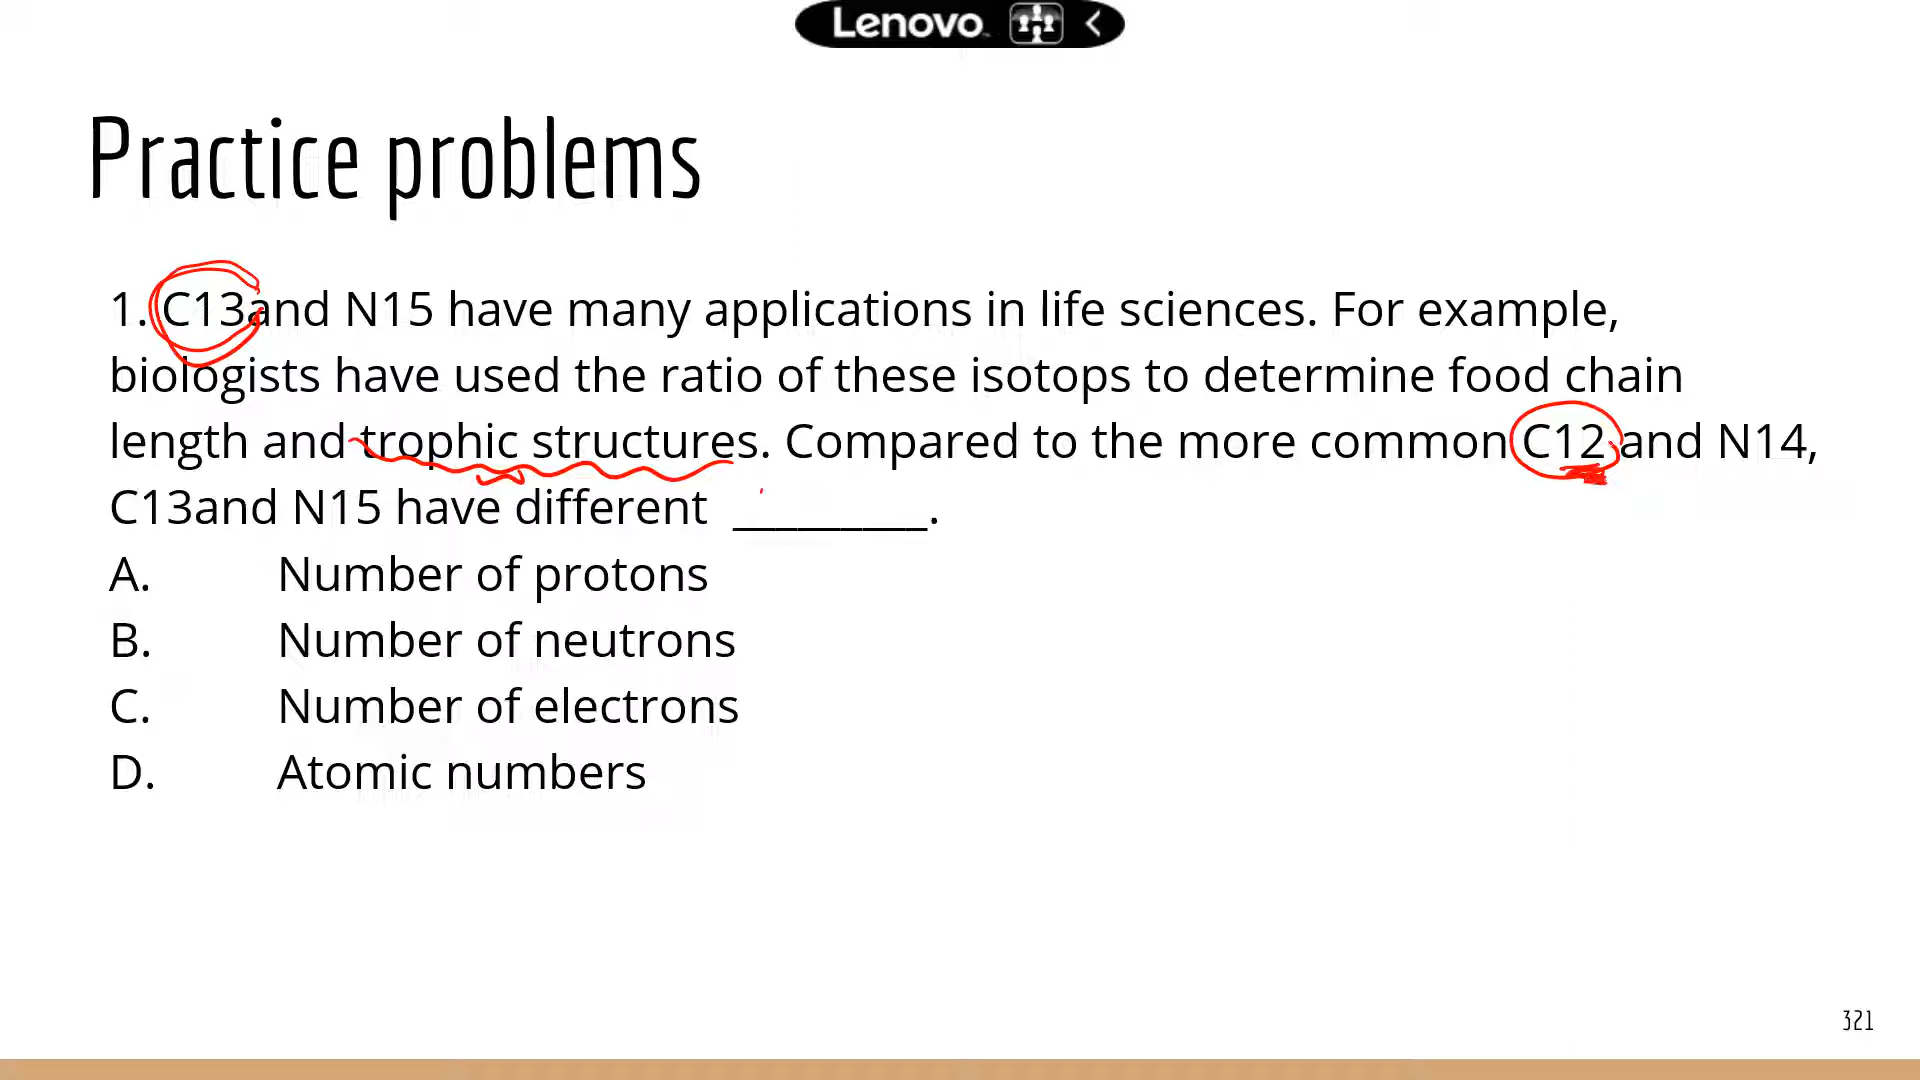 Lenovo
Practice problems
1. C13and N15 have many applications in life sciences. For example,
biologists have used the ratio of these isotops to determine food chain
length and trophic structures. Compared to the more common C12 and N14,
C13and N15 have different _________.
A. Number of protons
B. Number of neutrons
C. Number of electrons
D. Atomic numbers
321